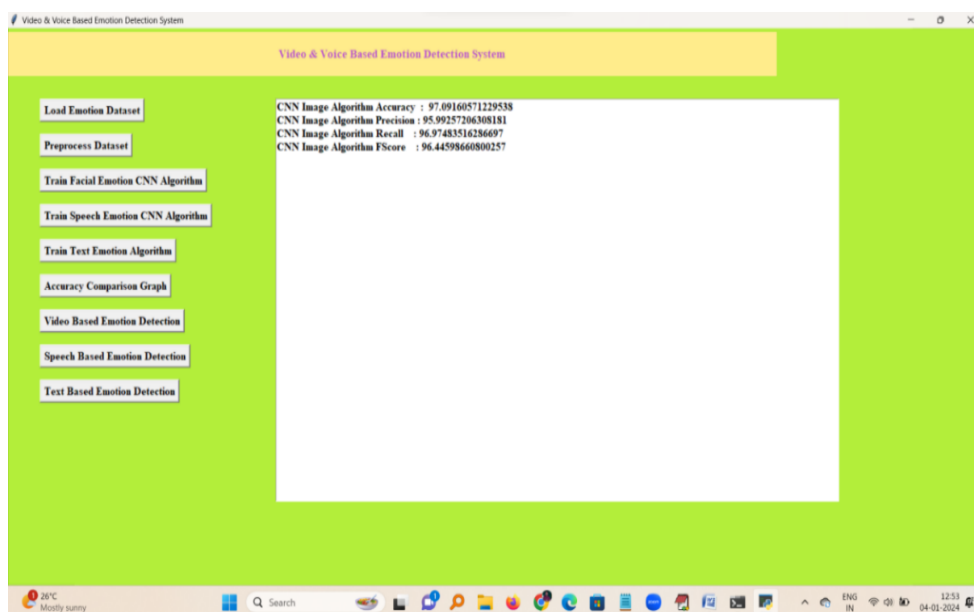 Video & Voice Based Emotion Detection System
Video & Voice Based Emotion Detection System
Load Emotion Dataset
Preprocess Dataset
Train Facial Emotion CNN Algorithm
Train Speech Emotion CNN Algorithm
Train Text Emotion Algorithm
Accuracy Comparison Graph
Video Based Emotion Detection
Speech Based Emotion Detection
Text Based Emotion Detection
CNN Image Algorithm Accuracy : 97.09160571229538
CNN Image Algorithm Precision : 95.99257206308181
CNN Image Algorithm Recall : 96.97483516286697
CNN Image Algorithm FScore : 96.44598660800257
1
26°C
Mostly sunny
Search
ENG
IN
12:53
04-01-2024